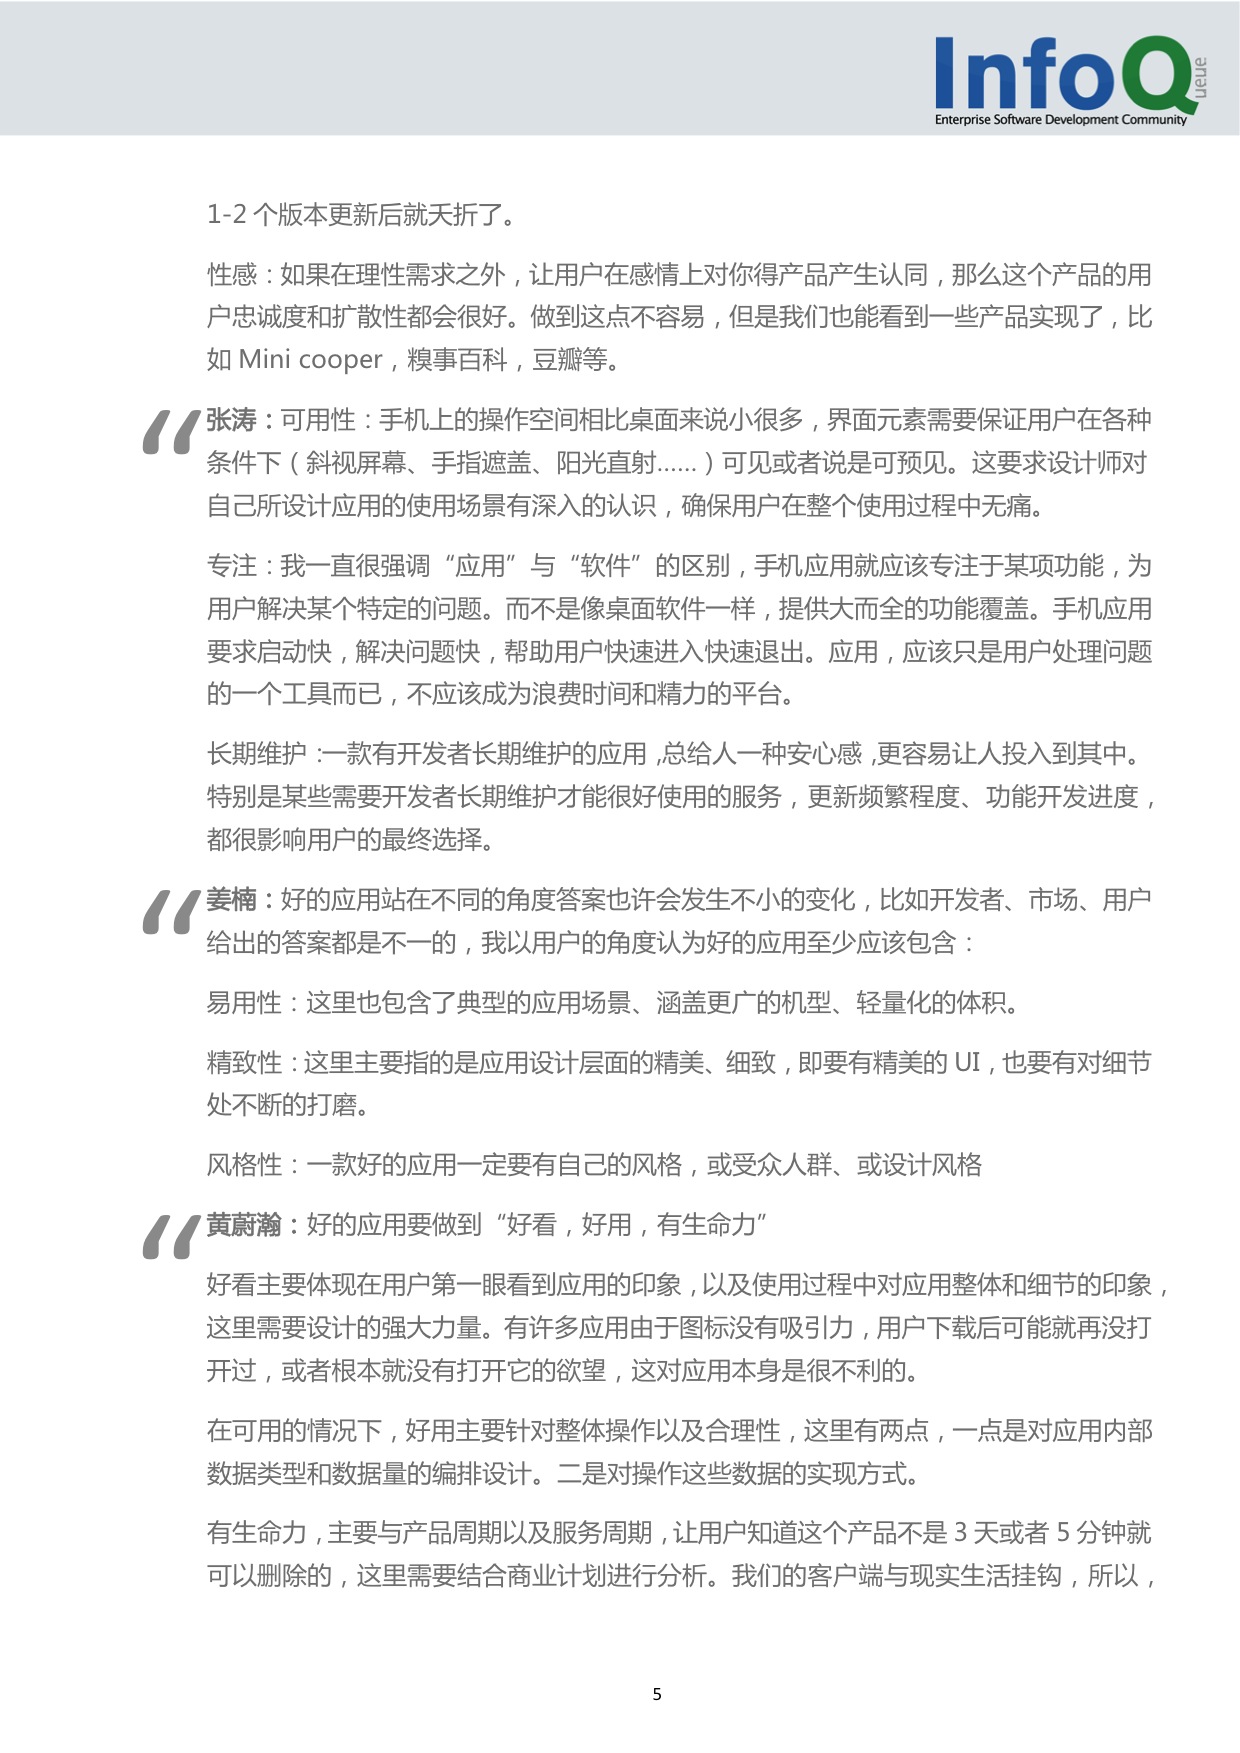 InfoQueue
Enterprise Software Development Community
1-2 个版本更新后就夭折了。
性感：如果在理性需求之外，让用户在感情上对你得产品产生认同，那么这个产品的用
户忠诚度和扩散性都会很好。做到这点不容易，但是我们也能看到一些产品实现了，比
如 Mini cooper，糗事百科，豆瓣等。
“张涛：可用性：手机上的操作空间相比桌面来说小很多，界面元素需要保证用户在各种
条件下（斜视屏幕、手指遮盖、阳光直射……）可见或者说是可预见。这要求设计师对
自己所设计应用的使用场景有深入的认识，确保用户在整个使用过程中无痛。
专注：我一直很强调“应用”与“软件”的区别，手机应用就应该专注于某项功能，为
用户解决某个特定的问题。而不是像桌面软件一样，提供大而全的功能覆盖。手机应用
要求启动快，解决问题快，帮助用户快速进入快速退出。应用，应该只是用户处理问题
的一个工具而已，不应该成为浪费时间和精力的平台。
长期维护：一款有开发者长期维护的应用，总给人一种安心感，更容易让人投入到其中。
特别是某些需要开发者长期维护才能很好使用的服务，更新频繁程度、功能开发进度，
都很影响用户的最终选择。
“姜楠：好的应用站在不同的角度答案也许会发生不小的变化，比如开发者、市场、用户
给出的答案都是不一的，我以用户的角度认为好的应用至少应该包含：
易用性：这里也包含了典型的应用场景、涵盖更广的机型、轻量化的体积。
精致性：这里主要指的是应用设计层面的精美、细致，即要有精美的 UI，也要有对细节
处不断的打磨。
风格性：一款好的应用一定要有自己的风格，或受众人群、或设计风格
“黄蔚瀚：好的应用要做到“好看，好用，有生命力”
好看主要体现在用户第一眼看到应用的印象，以及使用过程中对应用整体和细节的印象，
这里需要设计的强大力量。有许多应用由于图标没有吸引力，用户下载后可能就再没打
开过，或者根本就没有打开它的欲望，这对应用本身是很不利的。
在可用的情况下，好用主要针对整体操作以及合理性，这里有两点，一点是对应用内部
数据类型和数据量的编排设计。二是对操作这些数据的实现方式。
有生命力，主要与产品周期以及服务周期，让用户知道这个产品不是 3 天或者 5 分钟就
可以删除的，这里需要结合商业计划进行分析。我们的客户端与现实生活挂钩，所以，
5